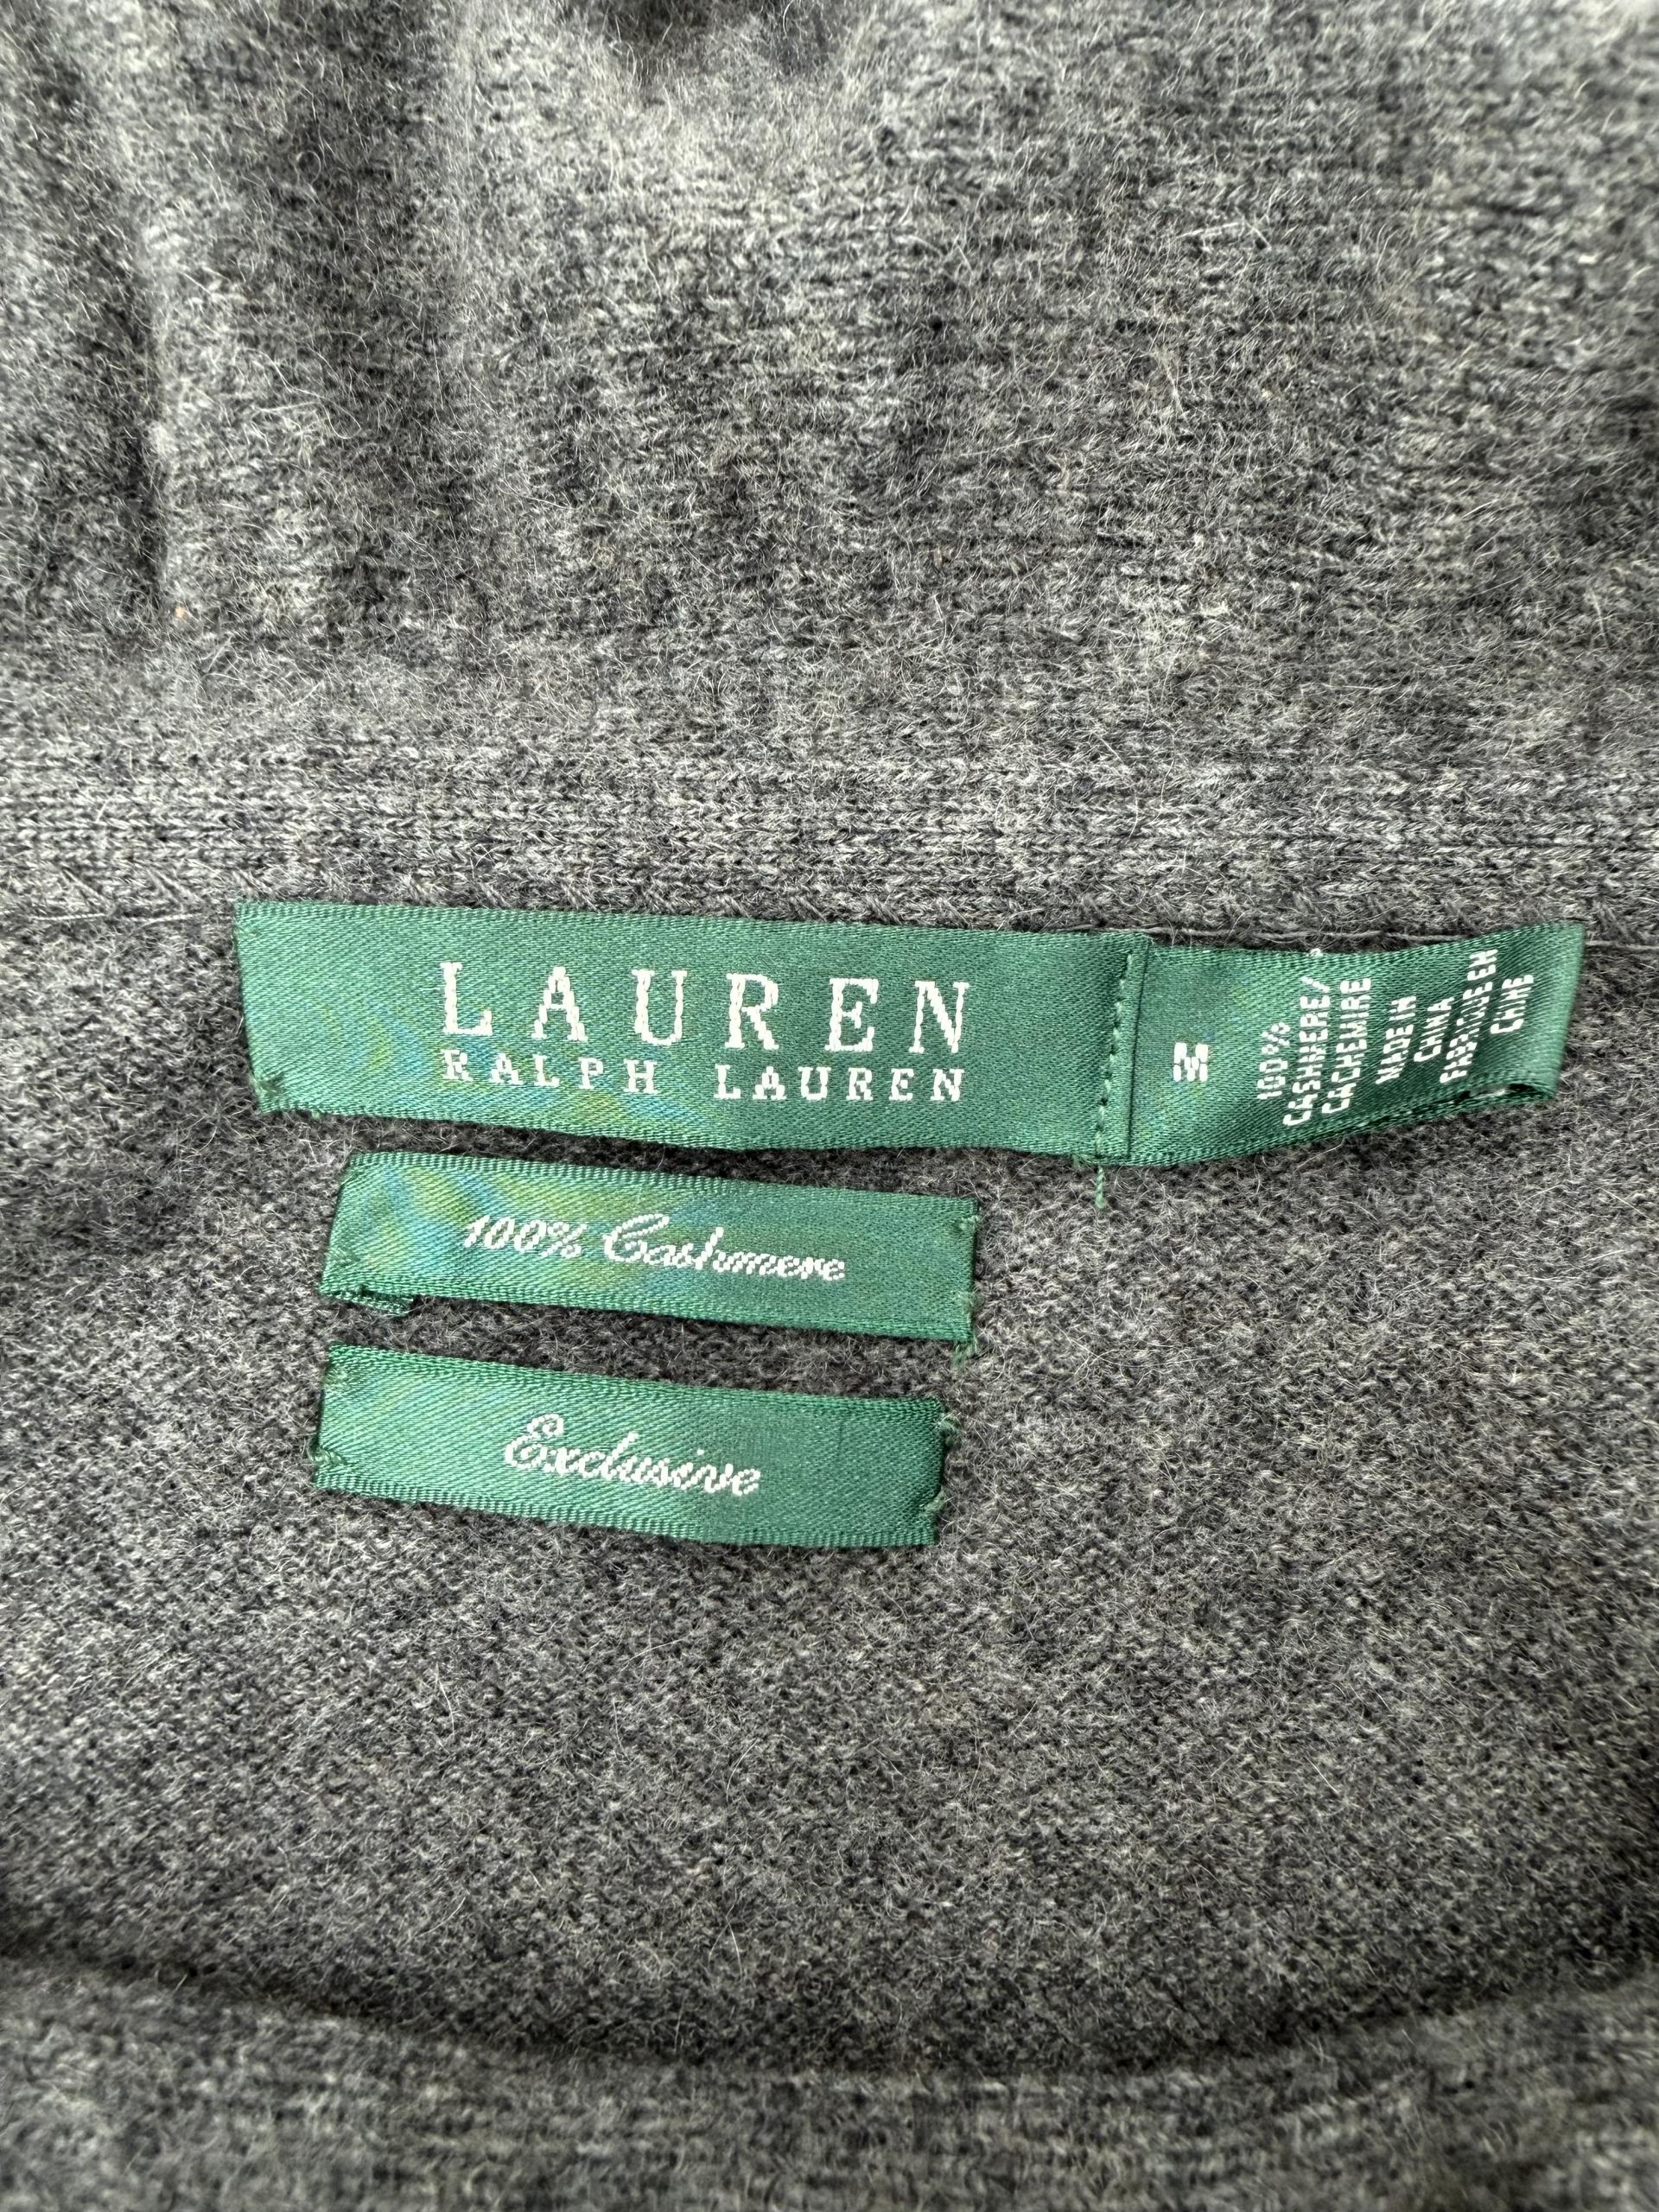 LAUREN
RALPH LAUREN
M
100%
CASHMERE/
CACHEMIRE
MADE IN
CHINA
FABRIQUE EN
CHINE
100% Cashmere
Exclusive